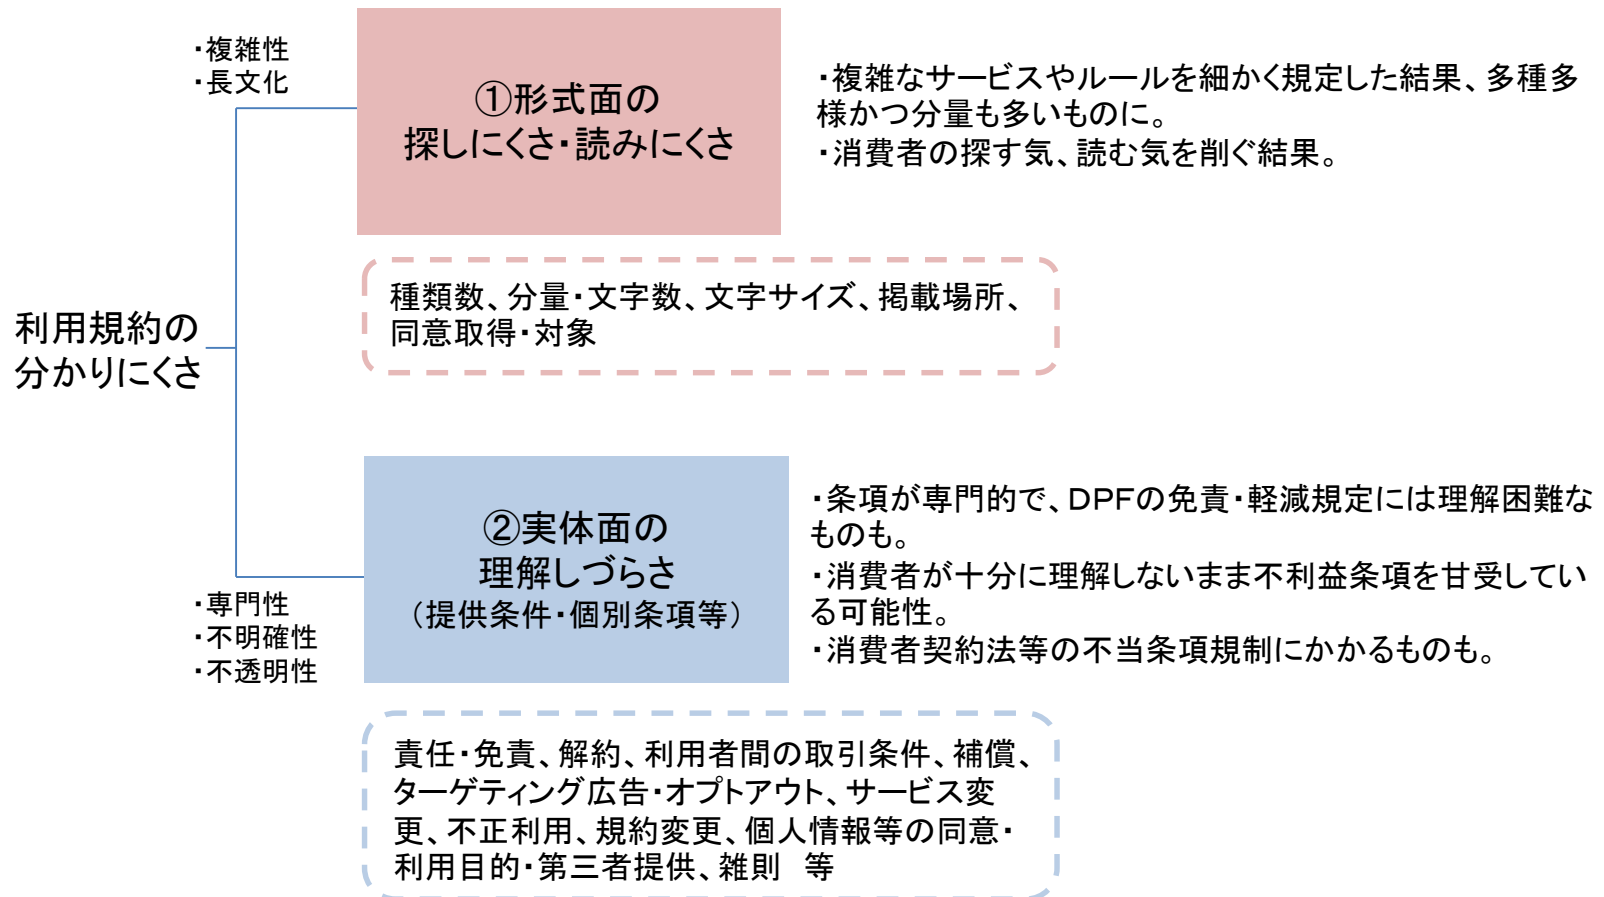 ・複雑性
・長文化
①形式面の
探しにくさ・読みにくさ
・複雑なサービスやルールを細かく規定した結果、多種多
様かつ分量も多いものに。
・消費者の探す気、読む気を削ぐ結果。
種類数、分量・文字数、文字サイズ、掲載場所、
同意取得・対象
利用規約の
分かりにくさ
②実体面の
理解しづらさ
（提供条件・個別条項等）
・専門性
・不明確性
・不透明性
・条項が専門的で、ＤＰＦの免責・軽減規定には理解困難な
ものも。
・消費者が十分に理解しないまま不利益条項を甘受してい
る可能性。
・消費者契約法等の不当条項規制にかかるものも。
責任・免責、解約、利用者間の取引条件、補償、
ターゲティング広告・オプトアウト、サービス変
更、不正利用、規約変更、個人情報等の同意・
利用目的・第三者提供、雑則　等